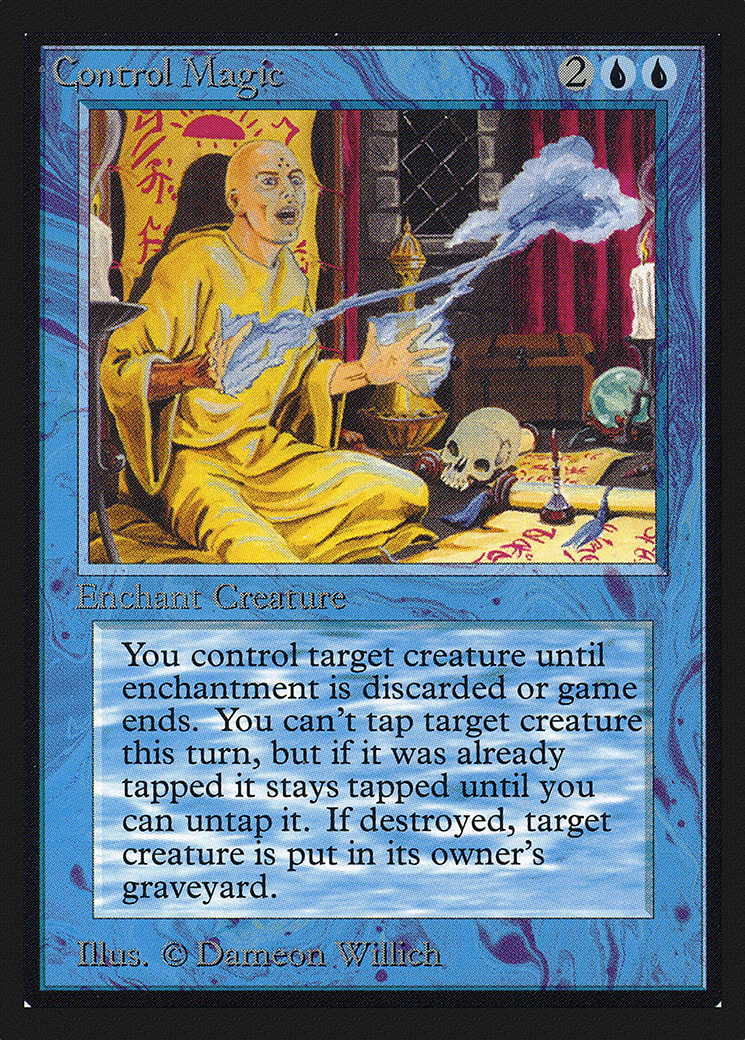 Control Magic 2
Enchant Creature
You control target creature until
enchantment is discarded or game
ends. You can't tap target creature
this turn, but if it was already
tapped it stays tapped until you
can untap it. If destroyed, target
creature is put in its owner's
graveyard.
Illus. © Dameon Willich